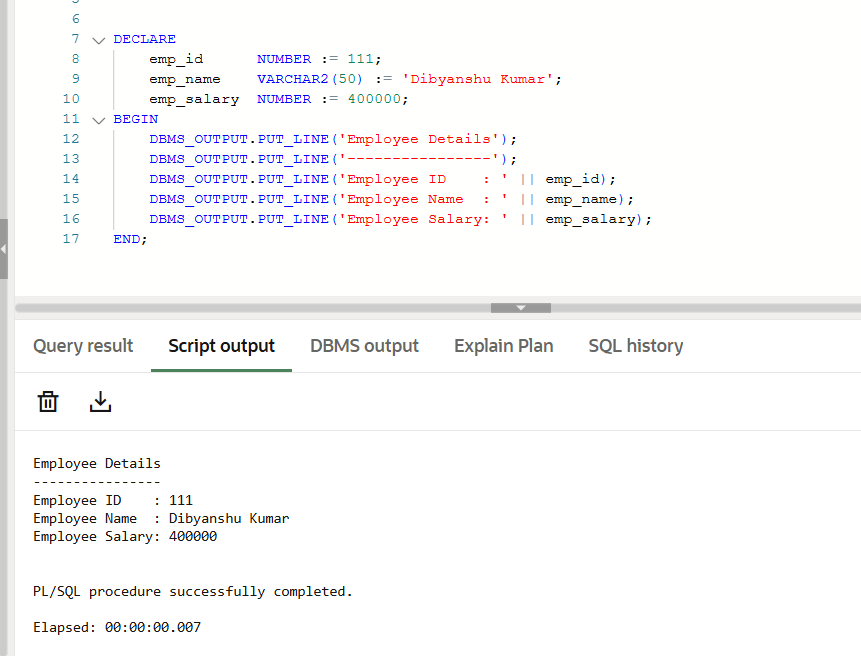 6
7 DECLARE
8     emp_id      NUMBER := 111;
9     emp_name    VARCHAR2(50) := 'Dibyanshu Kumar';
10     emp_salary  NUMBER := 400000;
11 BEGIN
12     DBMS_OUTPUT.PUT_LINE('Employee Details');
13     DBMS_OUTPUT.PUT_LINE('----------------');
14     DBMS_OUTPUT.PUT_LINE('Employee ID    : ' || emp_id);
15     DBMS_OUTPUT.PUT_LINE('Employee Name  : ' || emp_name);
16     DBMS_OUTPUT.PUT_LINE('Employee Salary: ' || emp_salary);
17 END;
Query result Script output DBMS output Explain Plan SQL history
Employee Details
----------------
Employee ID    : 111
Employee Name  : Dibyanshu Kumar
Employee Salary: 400000
PL/SQL procedure successfully completed.
Elapsed: 00:00:00.007